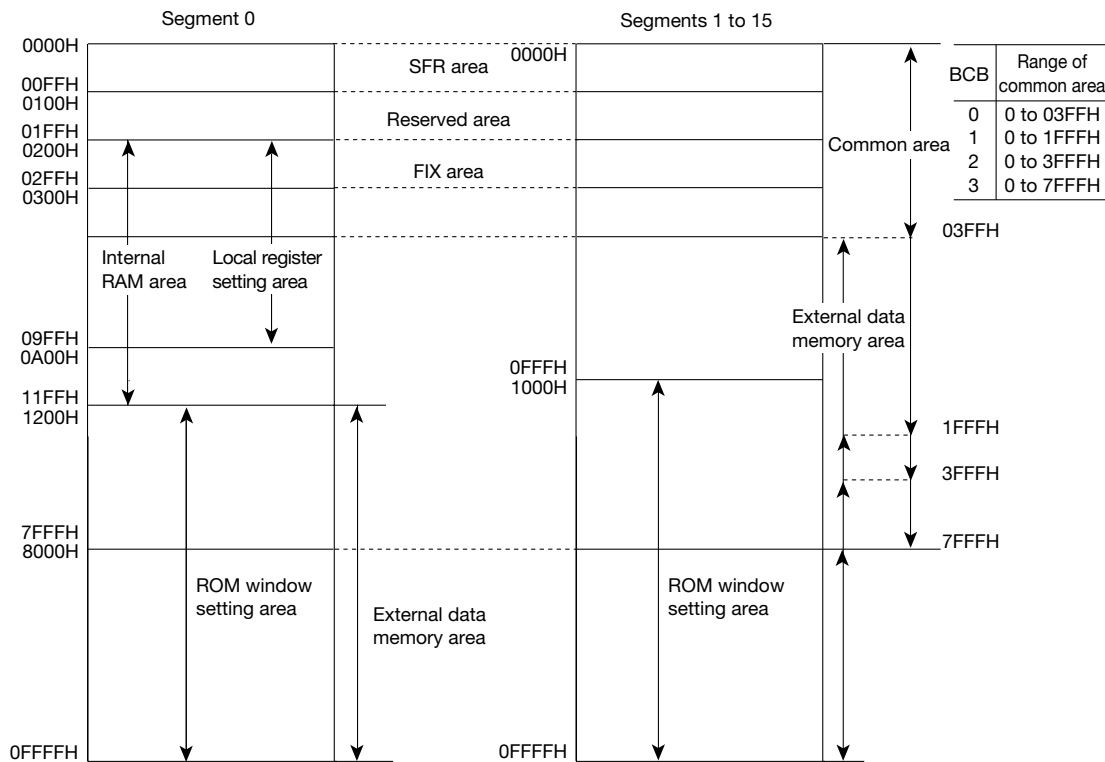 Segment 0
Segments 1 to 15
0000H
00FFH
0100H
01FFH
0200H
02FFH
0300H
Internal
RAM area
Local register
setting area
09FFH
0A00H
11FFH
1200H
7FFFH
8000H
ROM window
setting area
External data
memory area
0FFFFH
SFR area
Reserved area
FIX area
0000H
0FFFH
1000H
ROM window
setting area
0FFFFH
Common area
External data
memory area
03FFH
1FFFH
3FFFH
7FFFH
BCB Range of
common area
0 0 to 03FFH
1 0 to 1FFFH
2 0 to 3FFFH
3 0 to 7FFFH